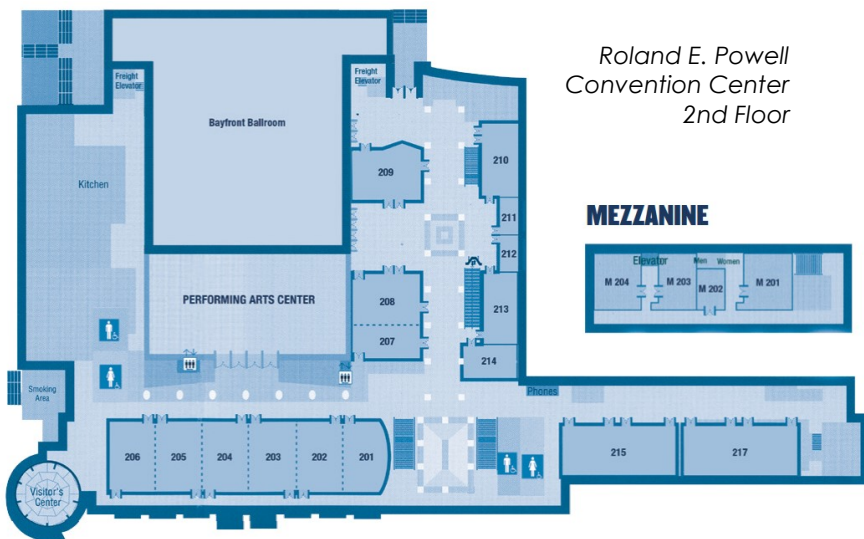 Roland E. Powell
Convention Center
2nd Floor
Freight
Elevator
Freight
Elevator
Bayfront Ballroom
Kitchen
209
210
211
212
MEZZANINE
Elevator
Men
Women
M 204
M 203
M 202
M 201
PERFORMING ARTS CENTER
208
207
213
214
Smoking
Area
Phones
206
205
204
203
202
201
215
217
Visitor's
Center